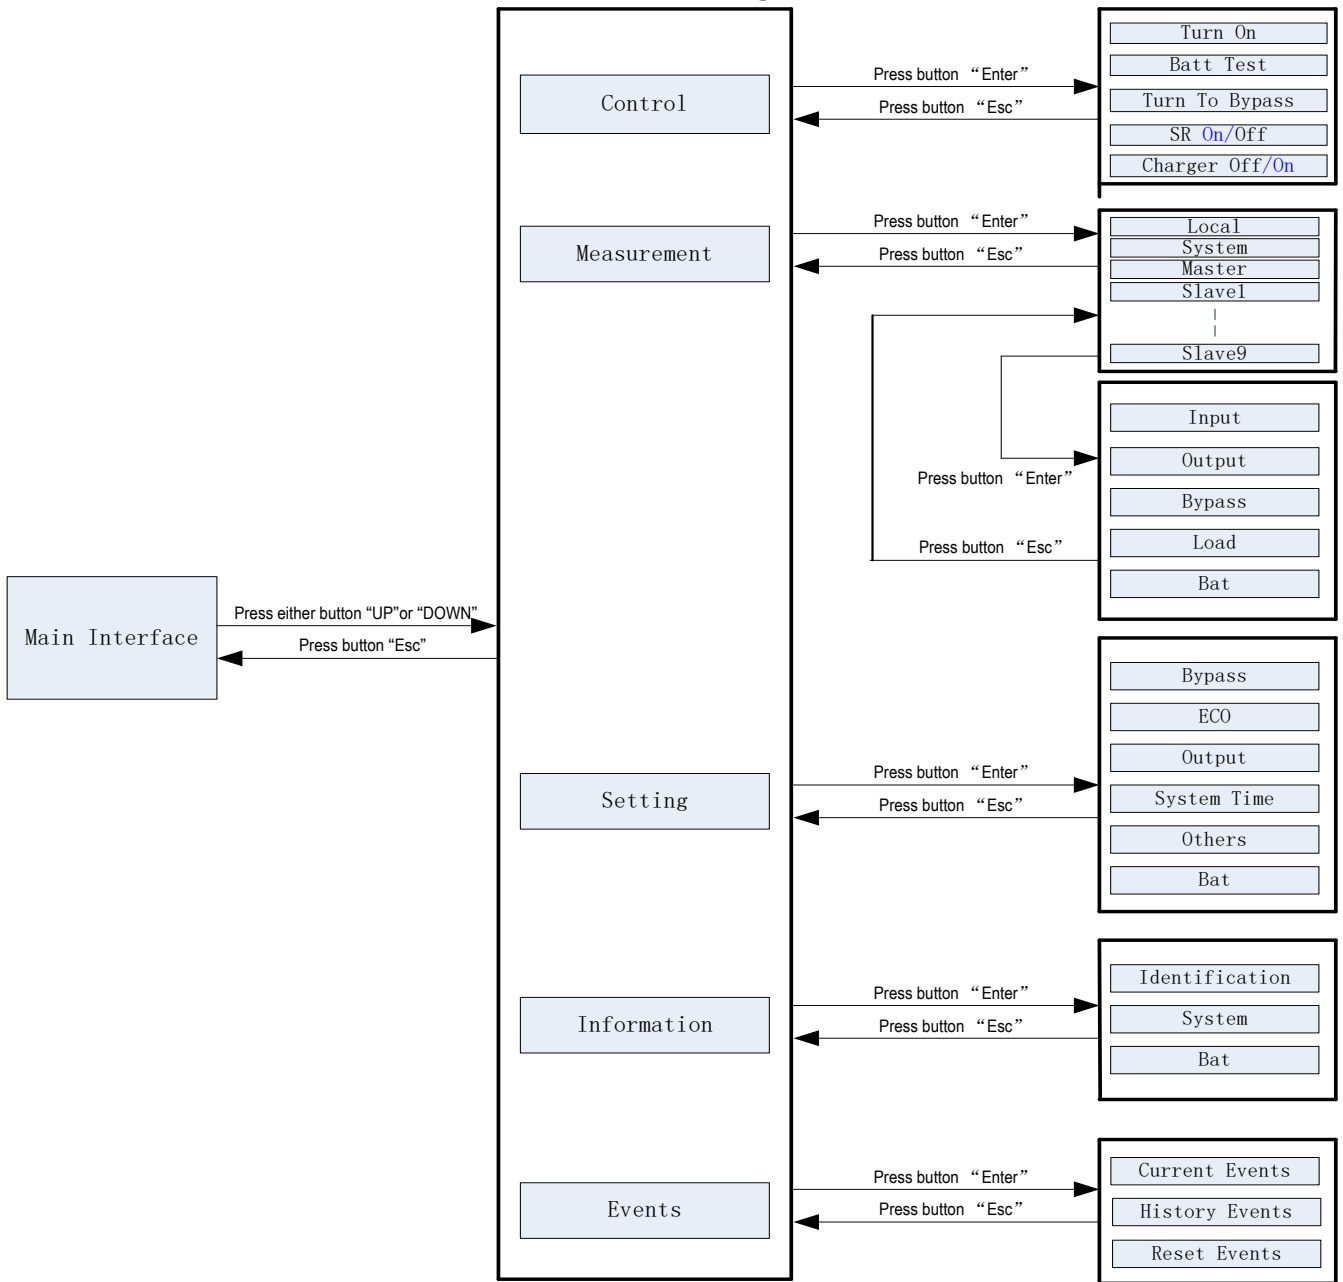 Main Interface
Press either button “UP”or “DOWN”
Press button “Esc”
Control
Press button “Enter”
Press button “Esc”
Turn On
Batt Test
Turn To Bypass
SR On/Off
Charger Off/On
Measurement
Press button “Enter”
Press button “Esc”
Local
System
Master
Slave1
Slave9
Press button “Enter”
Press button “Esc”
Input
Output
Bypass
Load
Bat
Setting
Press button “Enter”
Press button “Esc”
Bypass
ECO
Output
System Time
Others
Bat
Information
Press button “Enter”
Press button “Esc”
Identification
System
Bat
Events
Press button “Enter”
Press button “Esc”
Current Events
History Events
Reset Events